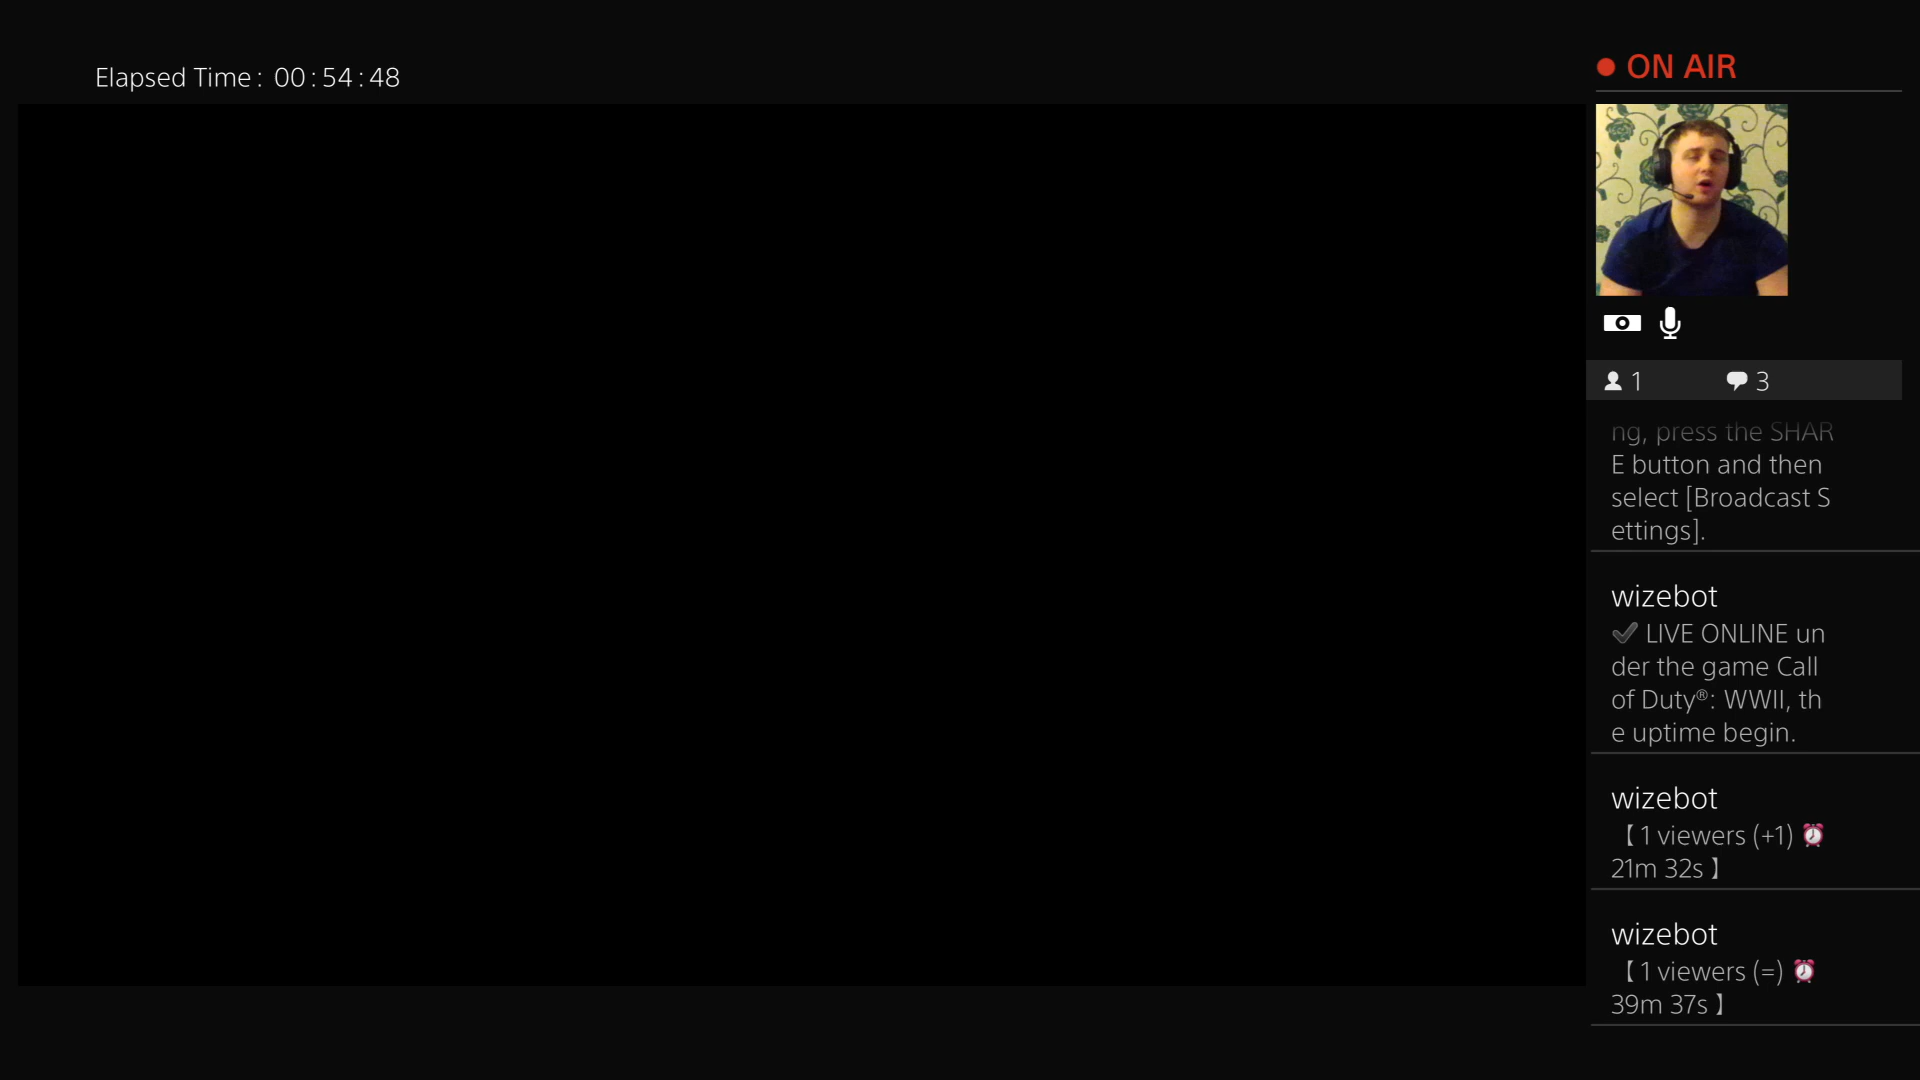 Elapsed Time: 00:54:48
ON AIR
1 3
ng, press the SHAR
E button and then
select [Broadcast S
ettings].
wizebot
✔ LIVE ONLINE un
der the game Call
of Duty®: WWII, th
e uptime begin.
wizebot
【1 viewers (+1) ⏰
21m 32s】
wizebot
【1 viewers (=) ⏰
39m 37s】